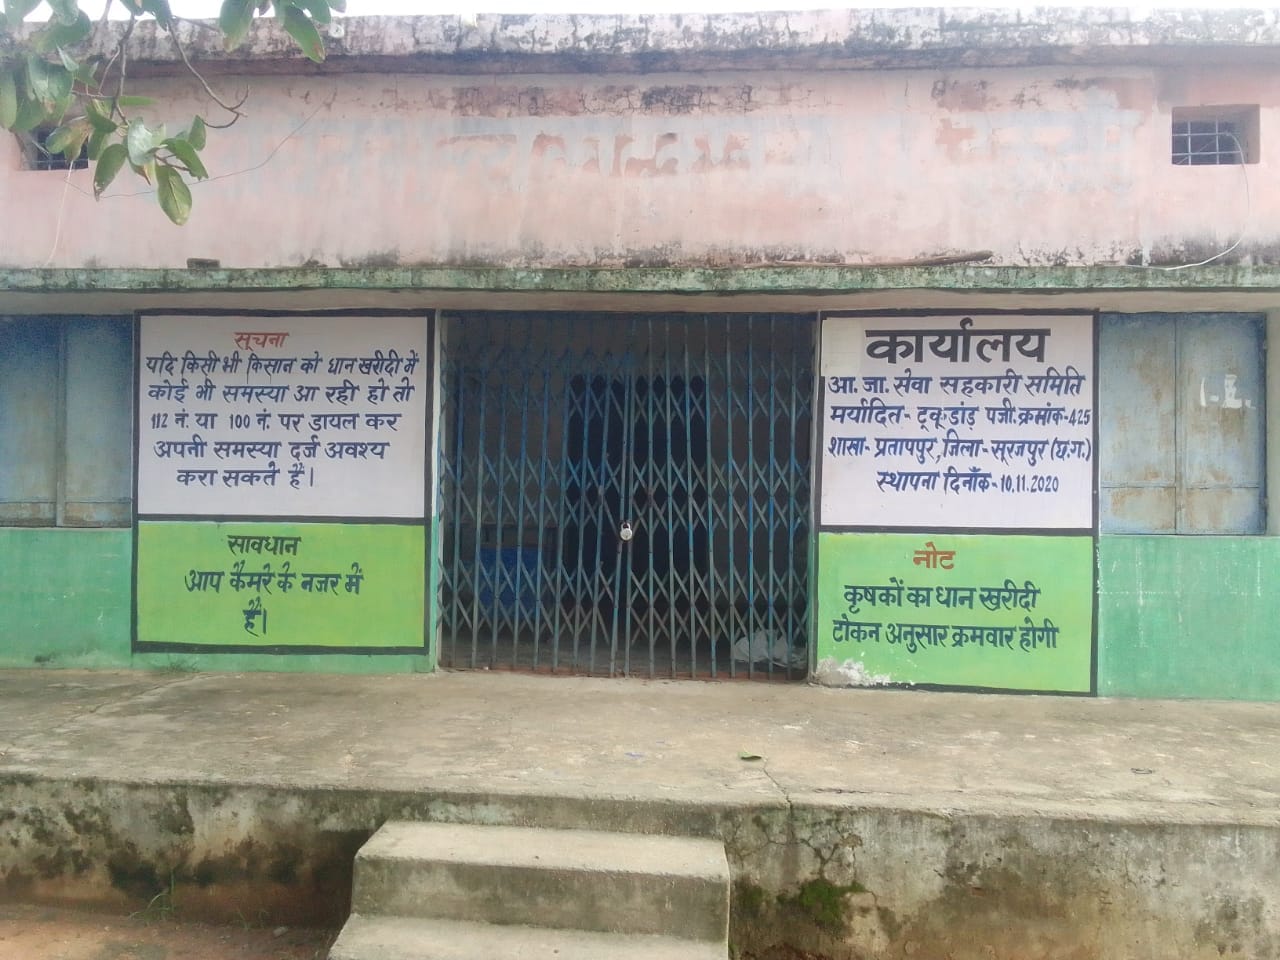 सूचना
यदि किसी भी किसान को धान खरीदी में
कोई भी समस्या आ रही हो तो
112 नं. या 100 नं. पर डायल कर
अपनी समस्या दर्ज अवश्य
करा सकते हैं।
सावधान
आप कैमरे के नजर में
हैं।
कार्यालय
आ. जा. सेवा सहकारी समिति
मर्यादित- टूकूडांड़ पजी.क्रमांक-425
शाखा- प्रतापपुर, जिला- सूरजपुर (छ.ग.)
स्थापना दिनाँक- 10.11.2020
नोट
कृषकों का धान खरीदी
टोकन अनुसार क्रमवार होगी